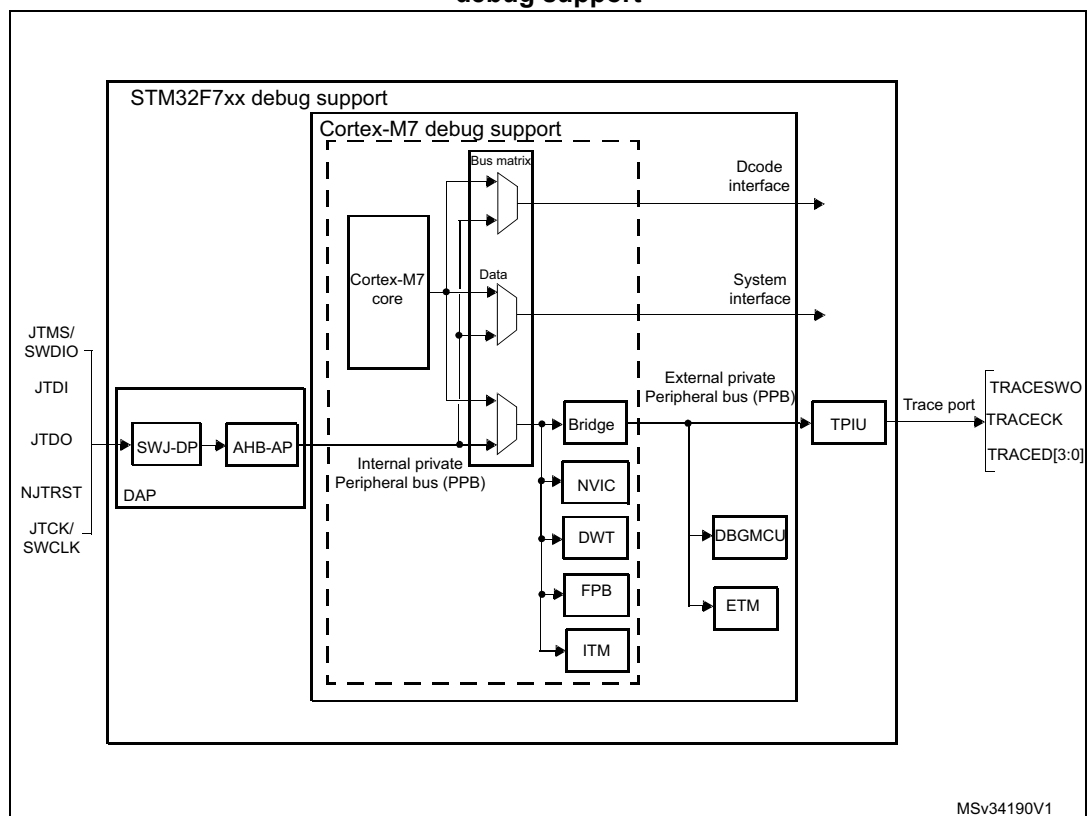 debug support
STM32F7xx debug support
Cortex-M7 debug support
Bus matrix
Dcode
interface
Cortex-M7
core
Data
System
interface
JTMS/
SWDIO
JTDI
JTDO
NJTRST
JTCK/
SWCLK
SWJ-DP
AHB-AP
DAP
Internal private
Peripheral bus (PPB)
Bridge
NVIC
DWT
FPB
ITM
External private
Peripheral bus (PPB)
DBGMCU
ETM
TPIU
Trace port
TRACESWO
TRACECK
TRACED[3:0]
MSv34190V1